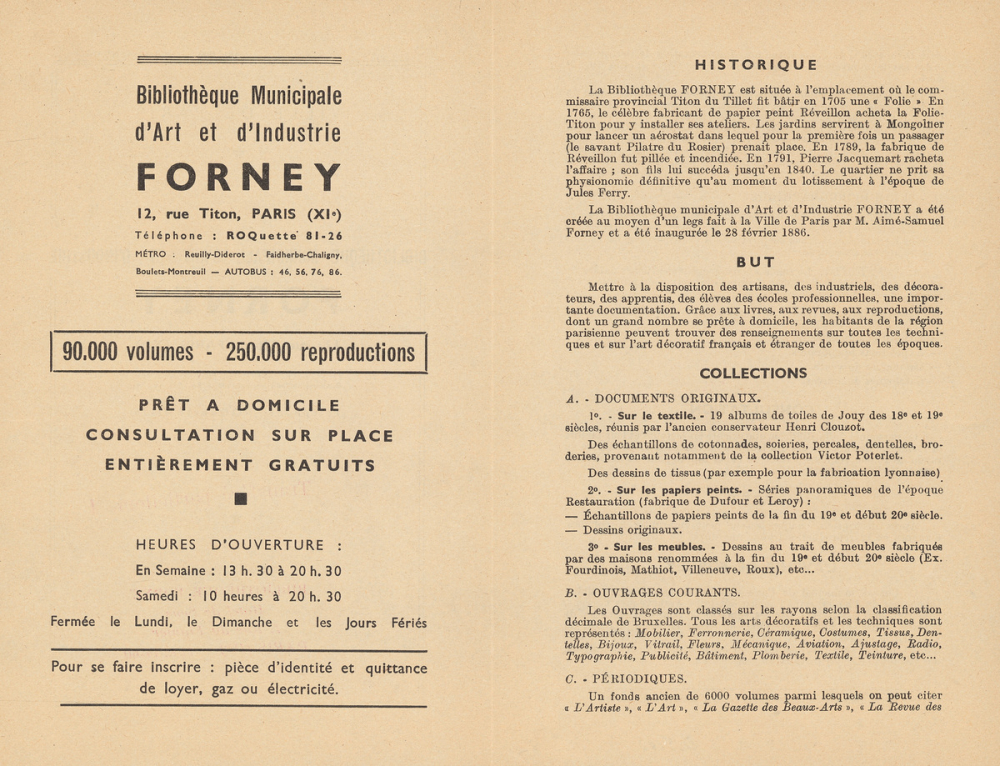 Bibliothèque Municipale
d'Art et d'Industrie
FORNEY
12, rue Titon, PARIS (XIe)
Téléphone : ROQuette 81-26
MÉTRO : Reuilly-Diderot - Faidherbe-Chaligny,
Boulets-Montreuil — AUTOBUS : 46, 56, 76, 86.
90.000 volumes - 250.000 reproductions
PRÊT A DOMICILE
CONSULTATION SUR PLACE
ENTIÈREMENT GRATUITS
HEURES D'OUVERTURE :
En Semaine : 13 h. 30 à 20 h. 30
Samedi : 10 heures à 20 h. 30
Fermée le Lundi, le Dimanche et les Jours Fériés
Pour se faire inscrire : pièce d'identité et quittance
de loyer, gaz ou électricité.
HISTORIQUE
La Bibliothèque FORNEY est située à l'emplacement où le com-
missaire provincial Titon du Tillet fit bâtir en 1705 une « Folie » En
1765, le célèbre fabricant de papier peint Réveillon acheta la Folie-
Titon pour y installer ses ateliers. Les jardins servirent à Mongolner
pour lancer un aérostat dans lequel pour la première fois un passager
(le savant Pilatre du Rosier) prenait place. En 1789, la fabrique de
Réveillon fut pillée et incendiée. En 1791, Pierre Jacquemart racheta
l'affaire ; son fils lui succéda jusqu'en 1840. Le quartier ne prit sa
physionomie définitive qu'au moment du lotissement à l'époque de
Jules Ferry.
La Bibliothèque municipale d'Art et d'Industrie FORNEY a été
créée au moyen d'un legs fait à la Ville de Paris par M. Aimé-Samuel
Forney et a été inaugurée le 28 février 1886.
BUT
Mettre à la disposition des artisans, des industriels, des décora-
teurs, des apprentis, des élèves des écoles professionnelles, une impor-
tante documentation. Grâce aux livres, aux revues, aux reproductions,
dont un grand nombre se prête à domicile, les habitants de la région
parisienne peuvent trouver des renseignements sur toutes les techni-
ques et sur l'art décoratif français et étranger de toutes les époques.
COLLECTIONS
A. - DOCUMENTS ORIGINAUX.
1o. - Sur le textile. - 19 albums de toiles de Jouy des 18e et 19e
siècles, réunis par l'ancien conservateur Henri Clouzot.
Des échantillons de cotonnades, soieries, percales, dentelles, bro-
deries, provenant notamment de la collection Victor Poterlet.
Des dessins de tissus (par exemple pour la fabrication lyonnaise)
2o. - Sur les papiers peints. - Séries panoramiques de l'époque
Restauration (fabrique de Dufour et Leroy) :
— Échantillons de papiers peints de la fin du 19e et début 20e siècle.
— Dessins originaux.
3o - Sur les meubles. - Dessins au trait de meubles fabriqués
par des maisons renommées à la fin du 19e et début 20e siècle (Ex.
Fourdinois, Mathiot, Villeneuve, Roux), etc...
B. - OUVRAGES COURANTS.
Les Ouvrages sont classés sur les rayons selon la classification
décimale de Bruxelles. Tous les arts décoratifs et les techniques sont
représentés : Mobilier, Ferronnerie, Céramique, Costumes, Tissus, Den-
telles, Bijoux, Vitrail, Fleurs, Mécanique, Aviation, Ajustage, Radio,
Typographie, Publicité, Bâtiment, Plomberie, Textile, Teinture, etc...
C. - PÉRIODIQUES.
Un fonds ancien de 6000 volumes parmi lesquels on peut citer
« L'Artiste », « L'Art », « La Gazette des Beaux-Arts », « La Revue des